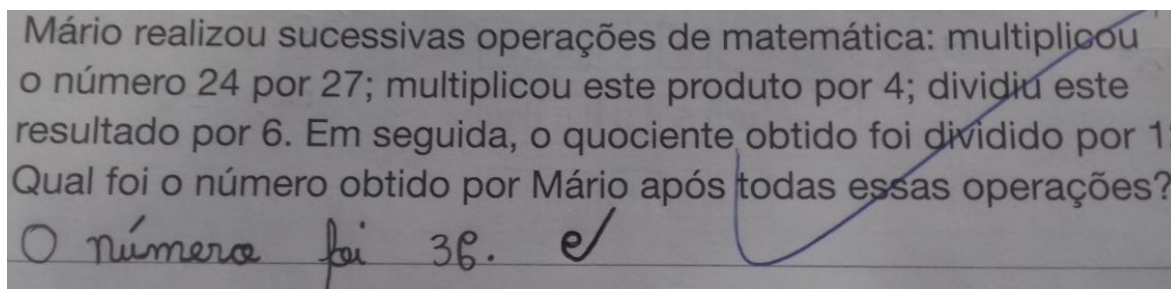 Mário realizou sucessivas operações de matemática: multiplicou
o número 24 por 27; multiplicou este produto por 4; dividiu este
resultado por 6. Em seguida, o quociente obtido foi dividido por 1
Qual foi o número obtido por Mário após todas essas operações?
O número foi 36. e